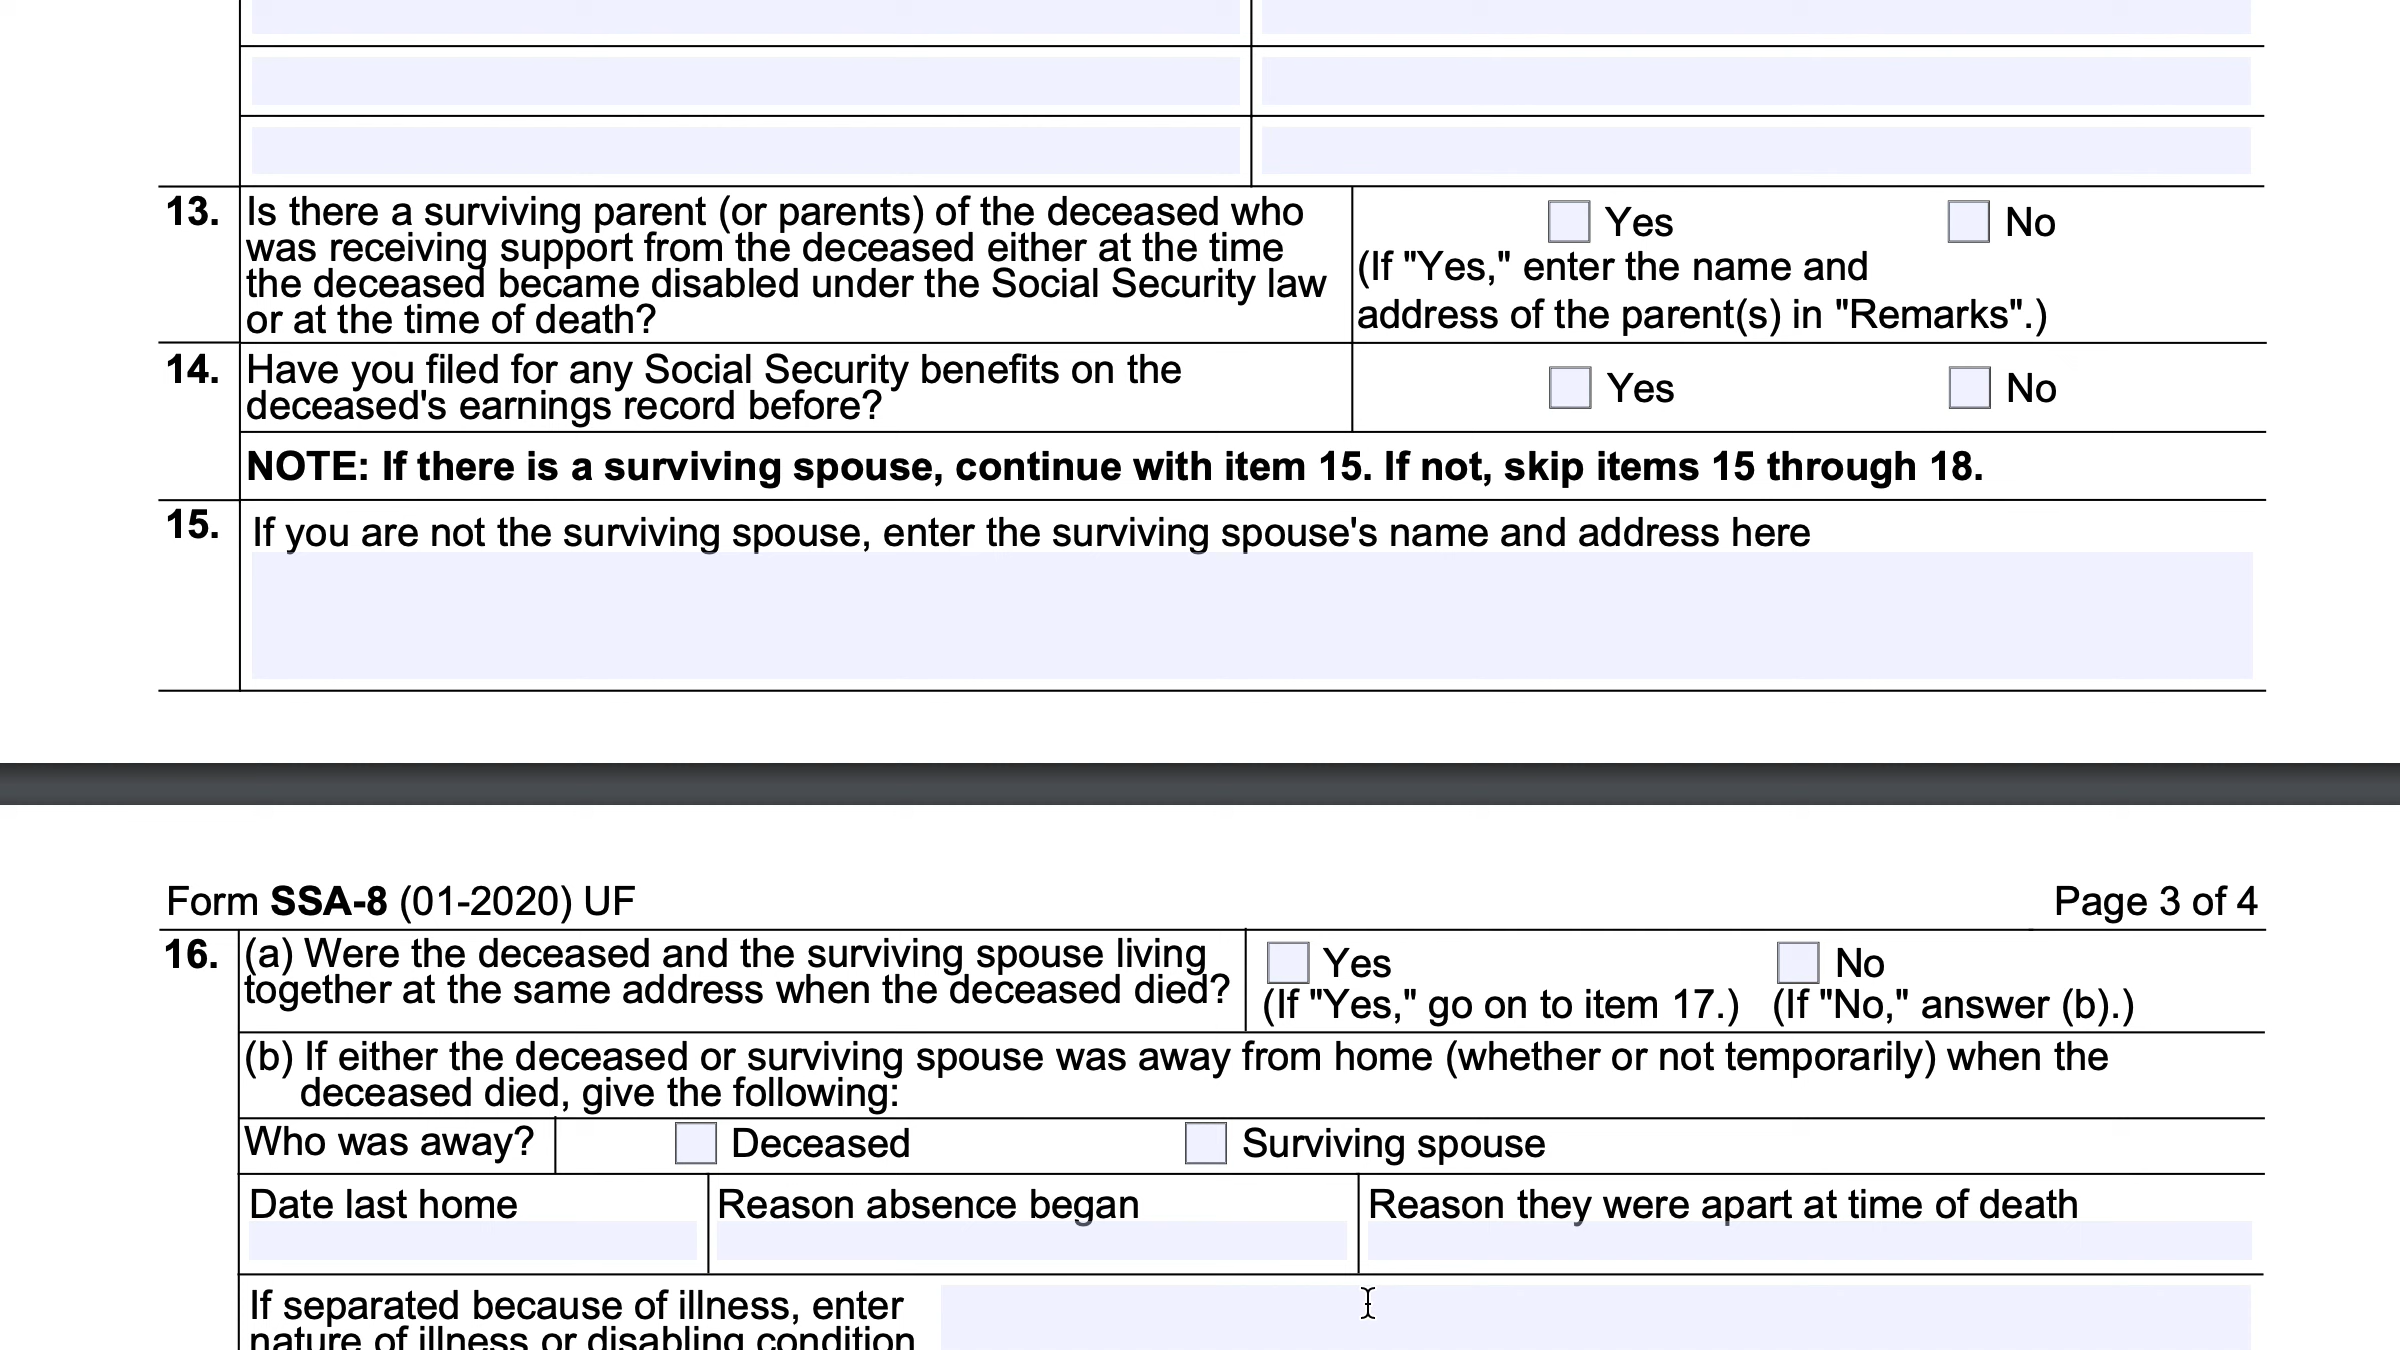 13. Is there a surviving parent (or parents) of the deceased who
was receiving support from the deceased either at the time
the deceased became disabled under the Social Security law
or at the time of death?
Yes No
(If "Yes," enter the name and
address of the parent(s) in "Remarks".)
14. Have you filed for any Social Security benefits on the
deceased's earnings record before?
Yes No
NOTE: If there is a surviving spouse, continue with item 15. If not, skip items 15 through 18.
15. If you are not the surviving spouse, enter the surviving spouse's name and address here
Form SSA-8 (01-2020) UF Page 3 of 4
16. (a) Were the deceased and the surviving spouse living
together at the same address when the deceased died?
Yes No
(If "Yes," go on to item 17.) (If "No," answer (b).)
(b) If either the deceased or surviving spouse was away from home (whether or not temporarily) when the
deceased died, give the following:
Who was away? Deceased Surviving spouse
Date last home Reason absence began Reason they were apart at time of death
If separated because of illness, enter
nature of illness or disabling condition